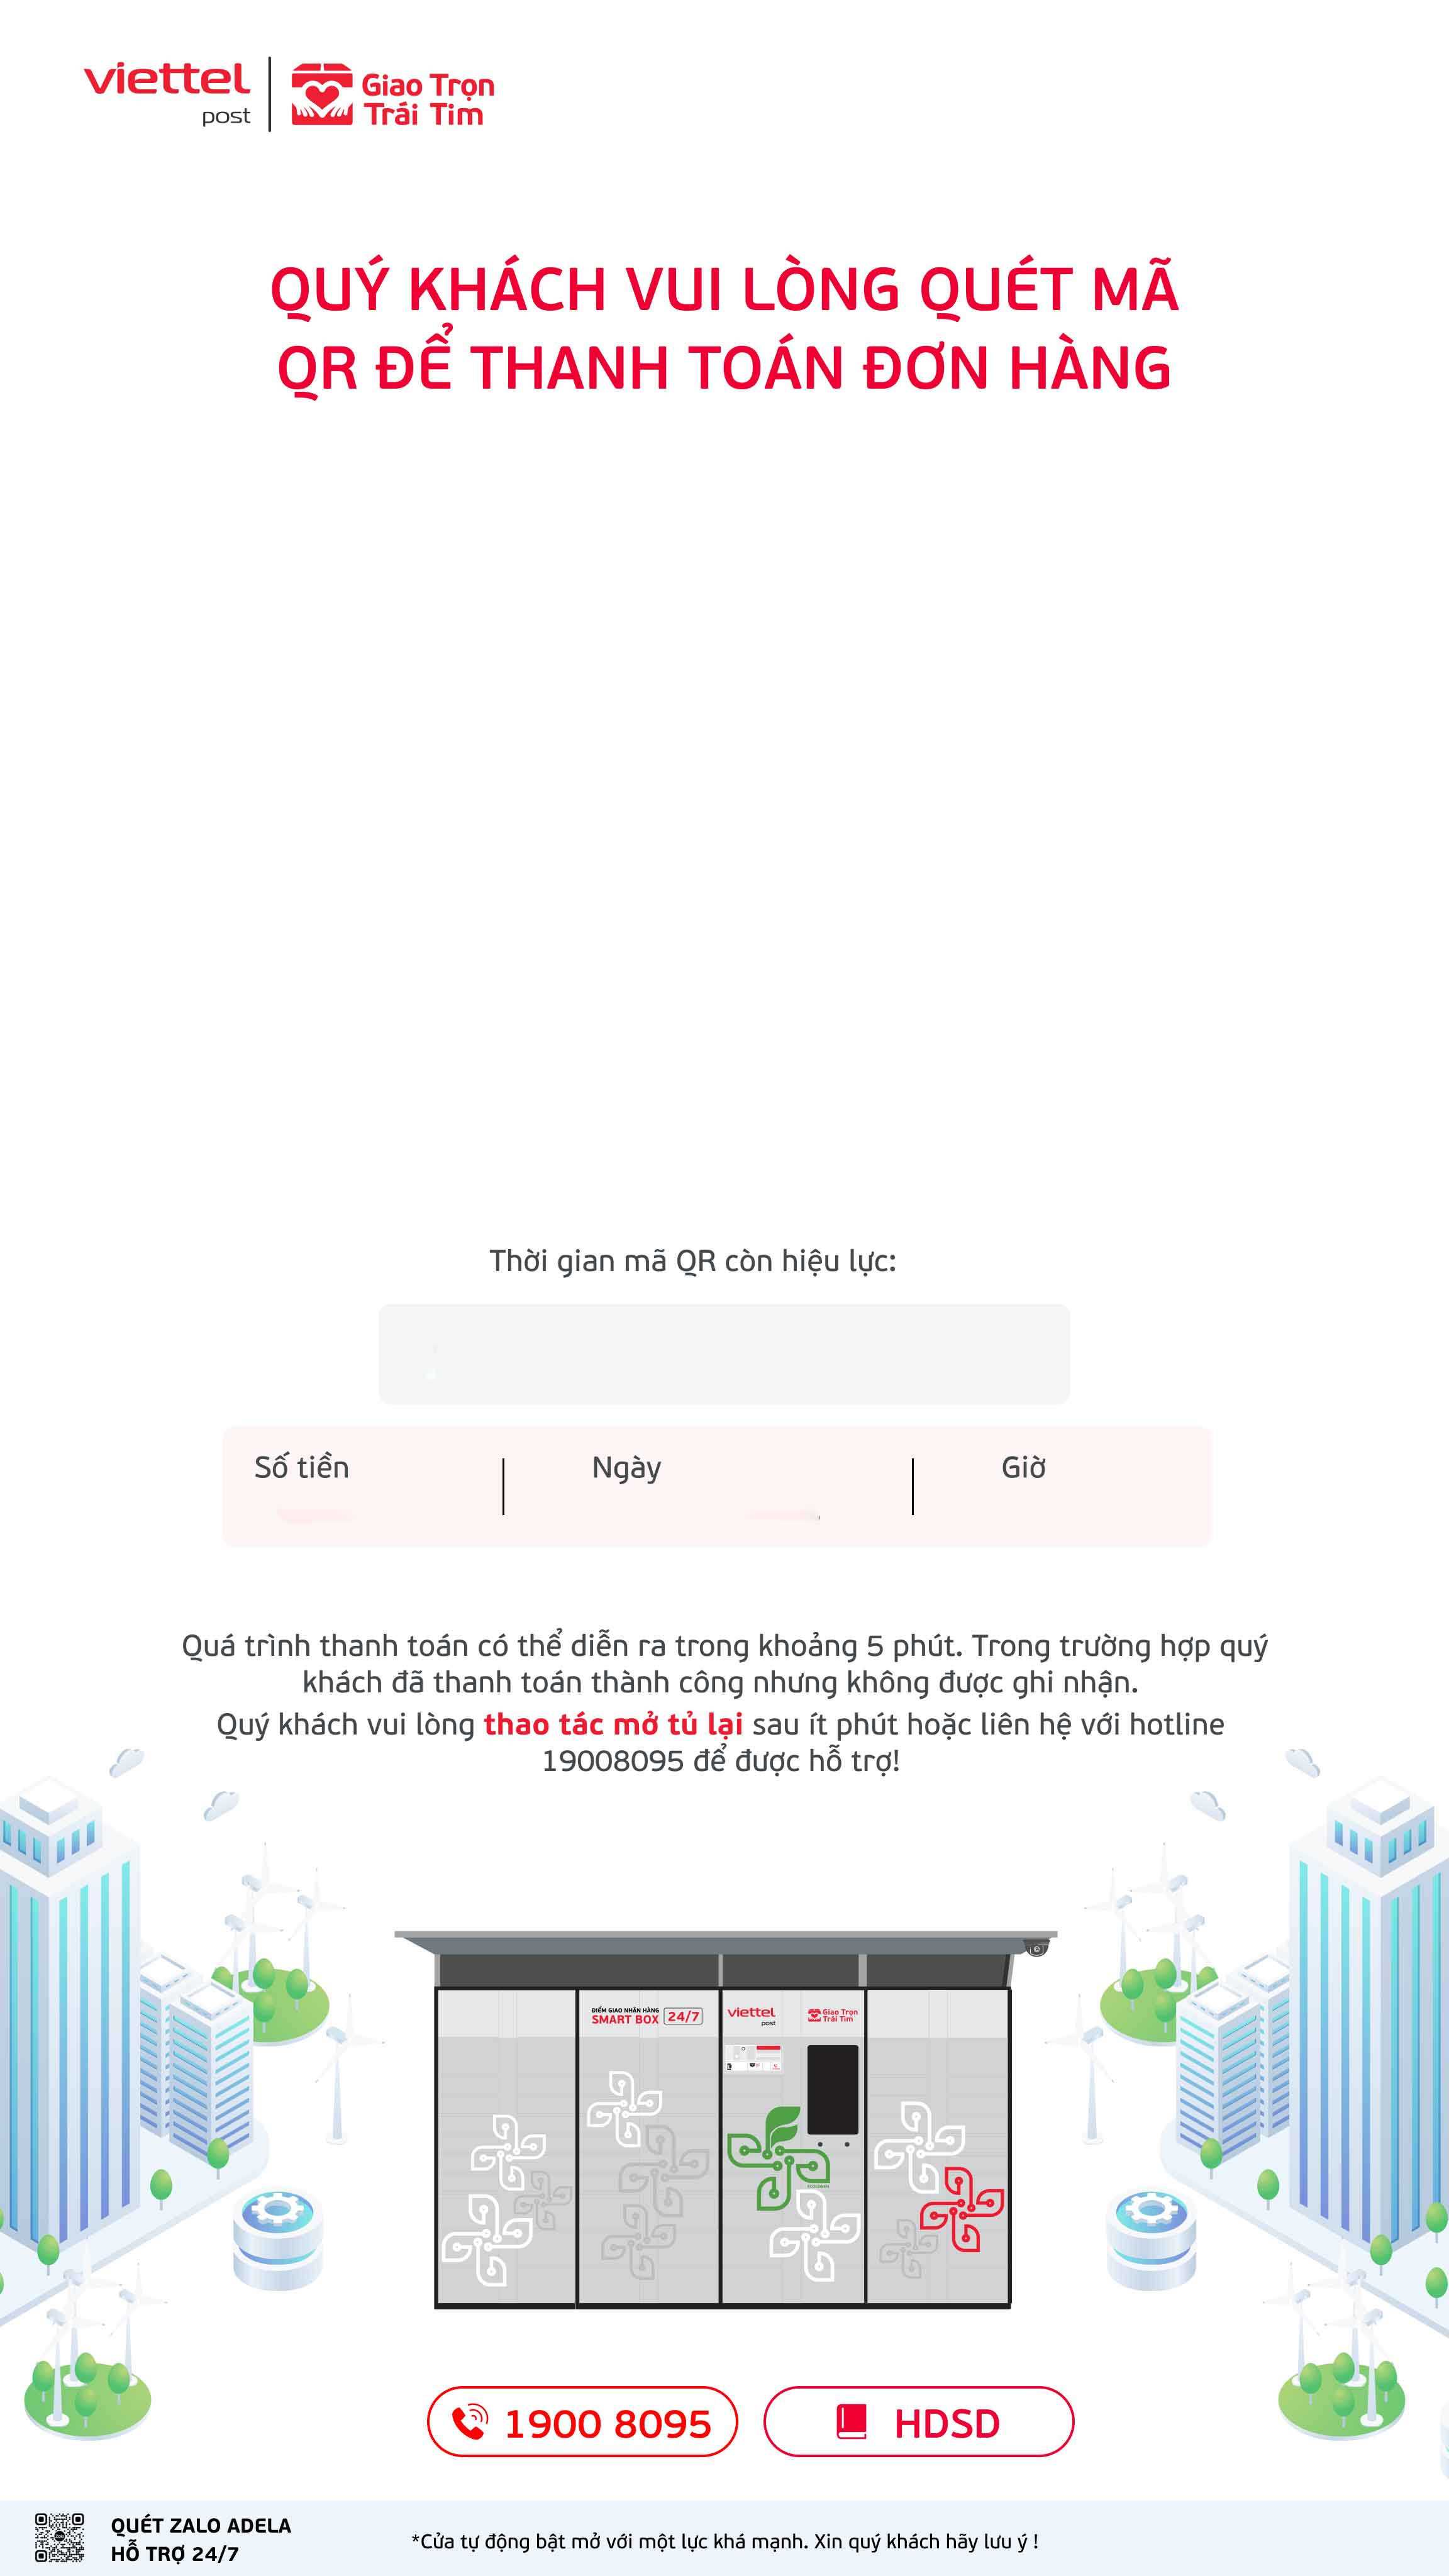 viettel
post
Giao Trọn
Trái Tim
QUÝ KHÁCH VUI LÒNG QUÉT MÃ
QR ĐỂ THANH TOÁN ĐƠN HÀNG
Thời gian mã QR còn hiệu lực:
Số tiền
Ngày
Giờ
Quá trình thanh toán có thể diễn ra trong khoảng 5 phút. Trong trường hợp quý
khách đã thanh toán thành công nhưng không được ghi nhận.
Quý khách vui lòng thao tác mở tủ lại sau ít phút hoặc liên hệ với hotline
19008095 để được hỗ trợ!
ĐIỂM GIAO NHẬN HÀNG
SMART BOX 24/7
viettel
post
Giao Trọn
Trái Tim
1900 8095
HDSD
QUÉT ZALO ADELA
HỖ TRỢ 24/7
*Cửa tự động bật mở với một lực khá mạnh. Xin quý khách hãy lưu ý !